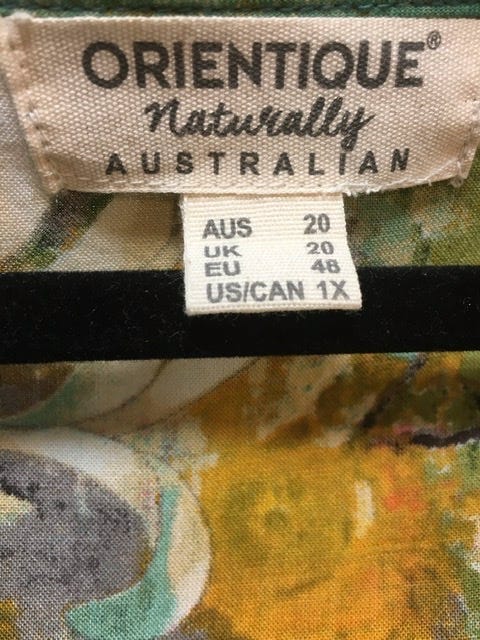 ORIENTIQUE®
Naturally
AUSTRALIAN
AUS 20
UK 20
EU 48
US/CAN 1X